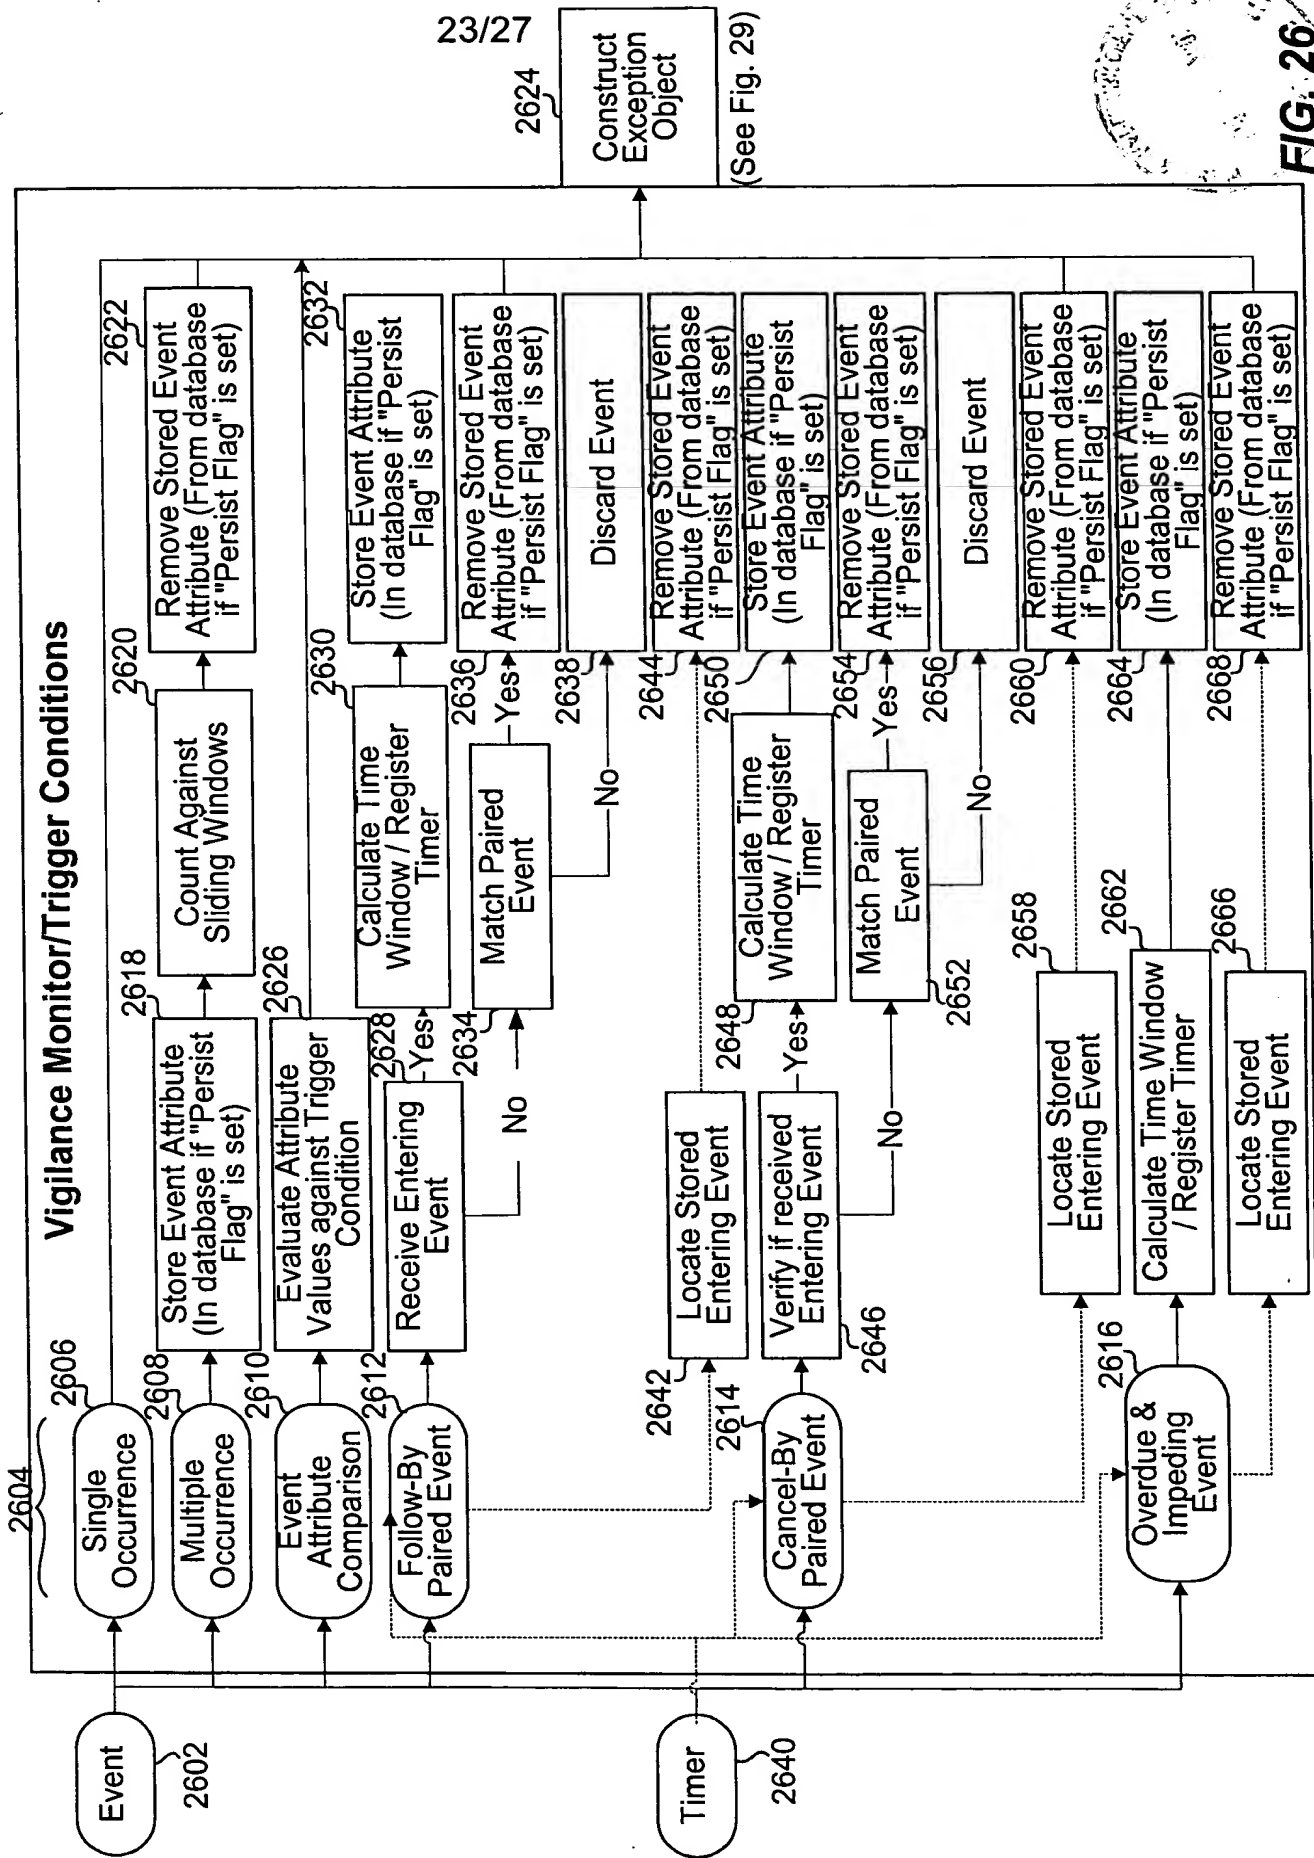 23/27
Vigilance Monitor/Trigger Conditions
Event
2602
Timer
2640
2604
Single
Occurrence
2606
Multiple
Occurrence
2608
Store Event Attribute
(In database if "Persist
Flag" is set)
2618
Count Against
Sliding Windows
2620
Remove Stored Event
Attribute (From database
if "Persist Flag" is set)
2622
Construct
Exception
Object
2624
(See Fig. 29)
Event
Attribute
Comparison
2610
Evaluate Attribute
Values against Trigger
Condition
2626
Follow-By
Paired Event
2612
Receive Entering
Event
2628
Yes
Calculate Time
Window / Register
Timer
2630
Store Event Attribute
(In database if "Persist
Flag" is set)
2632
No
2634
Match Paired
Event
Yes
2636
Remove Stored Event
Attribute (From database
if "Persist Flag" is set)
No
2638
Discard Event
2642
Locate Stored
Entering Event
2644
Remove Stored Event
Attribute (From database
if "Persist Flag" is set)
Cancel-By
Paired Event
2614
Verify if received
Entering Event
2646
Yes
2648
Calculate Time
Window / Register
Timer
2650
Store Event Attribute
(In database if "Persist
Flag" is set)
No
Match Paired
Event
2652
Yes
2654
Remove Stored Event
Attribute (From database
if "Persist Flag" is set)
No
2656
Discard Event
Locate Stored
Entering Event
2658
2660
Remove Stored Event
Attribute (From database
if "Persist Flag" is set)
Overdue &
Impeding
Event
2616
Calculate Time Window
/ Register Timer
2662
2664
Store Event Attribute
(In database if "Persist
Flag" is set)
Locate Stored
Entering Event
2666
2668
Remove Stored Event
Attribute (From database
if "Persist Flag" is set)
FIG. 26